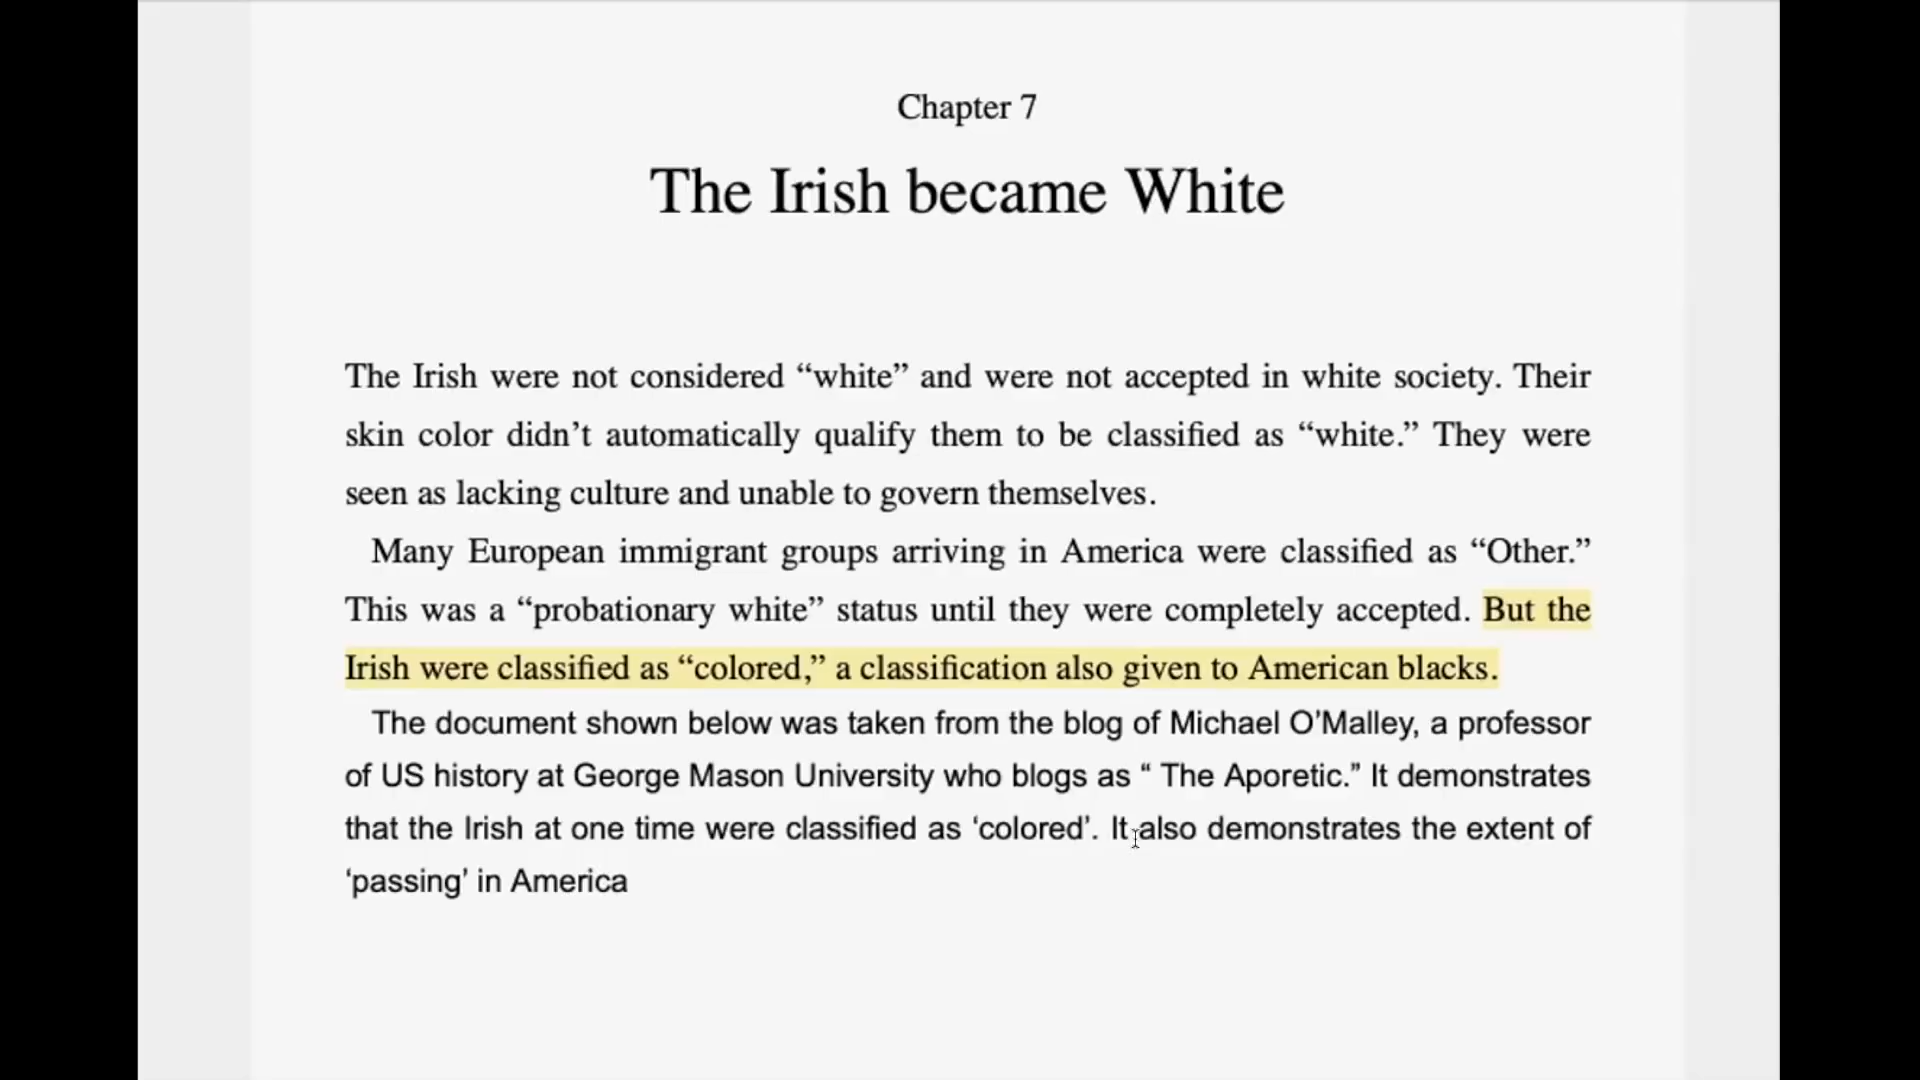 Chapter 7
The Irish became White
The Irish were not considered “white” and were not accepted in white society. Their
skin color didn’t automatically qualify them to be classified as “white.” They were
seen as lacking culture and unable to govern themselves.
Many European immigrant groups arriving in America were classified as “Other.”
This was a “probationary white” status until they were completely accepted. But the
Irish were classified as “colored,” a classification also given to American blacks.
The document shown below was taken from the blog of Michael O’Malley, a professor
of US history at George Mason University who blogs as “ The Aporetic.” It demonstrates
that the Irish at one time were classified as ‘colored’. It also demonstrates the extent of
‘passing’ in America